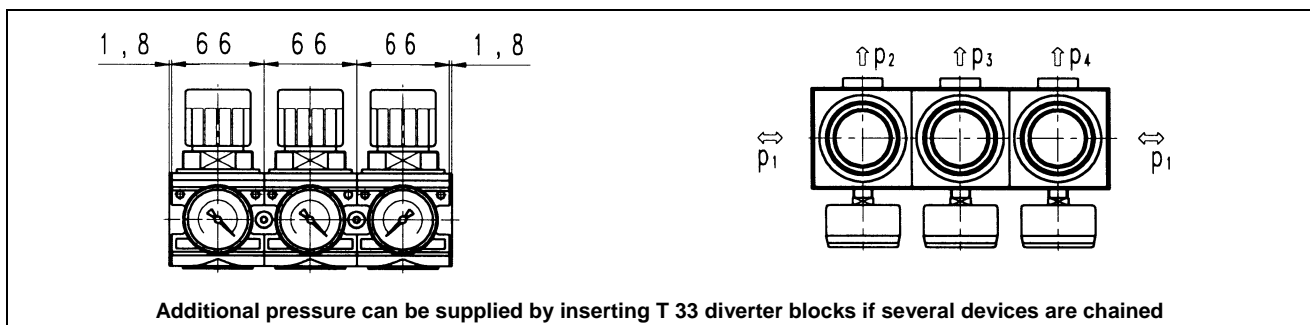 1,8 66 66 66 1,8
p₂ p₃ p₄
p₁ p₁
Additional pressure can be supplied by inserting T 33 diverter blocks if several devices are chained